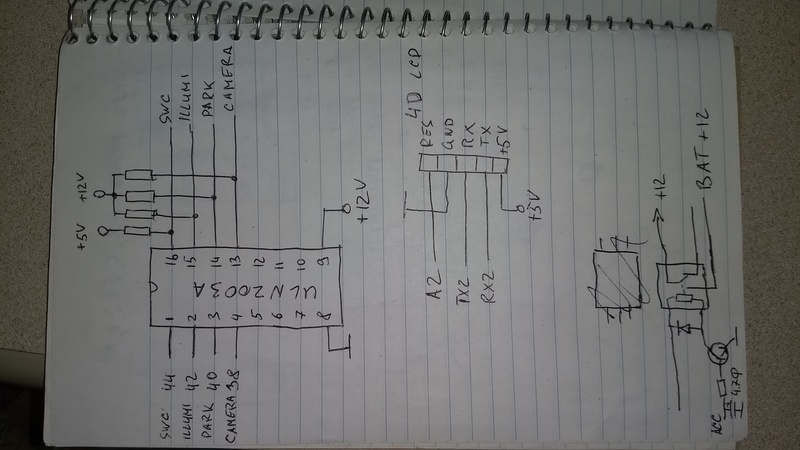 SWC
ILLUMI
PARK
CAMERA
+12V
+5V
16 15 14 13 12 11 10 9
ULN2003A
1 2 3 4 5 6 7 8
+12V
SWC 44
ILLUMI 42
PARK 40
CAMERA 38
4D LCD
RES
GND
RX
TX
+5V
A2
TX2
RX2
+5V
+12
BAT +12
ACC
4.7Ф